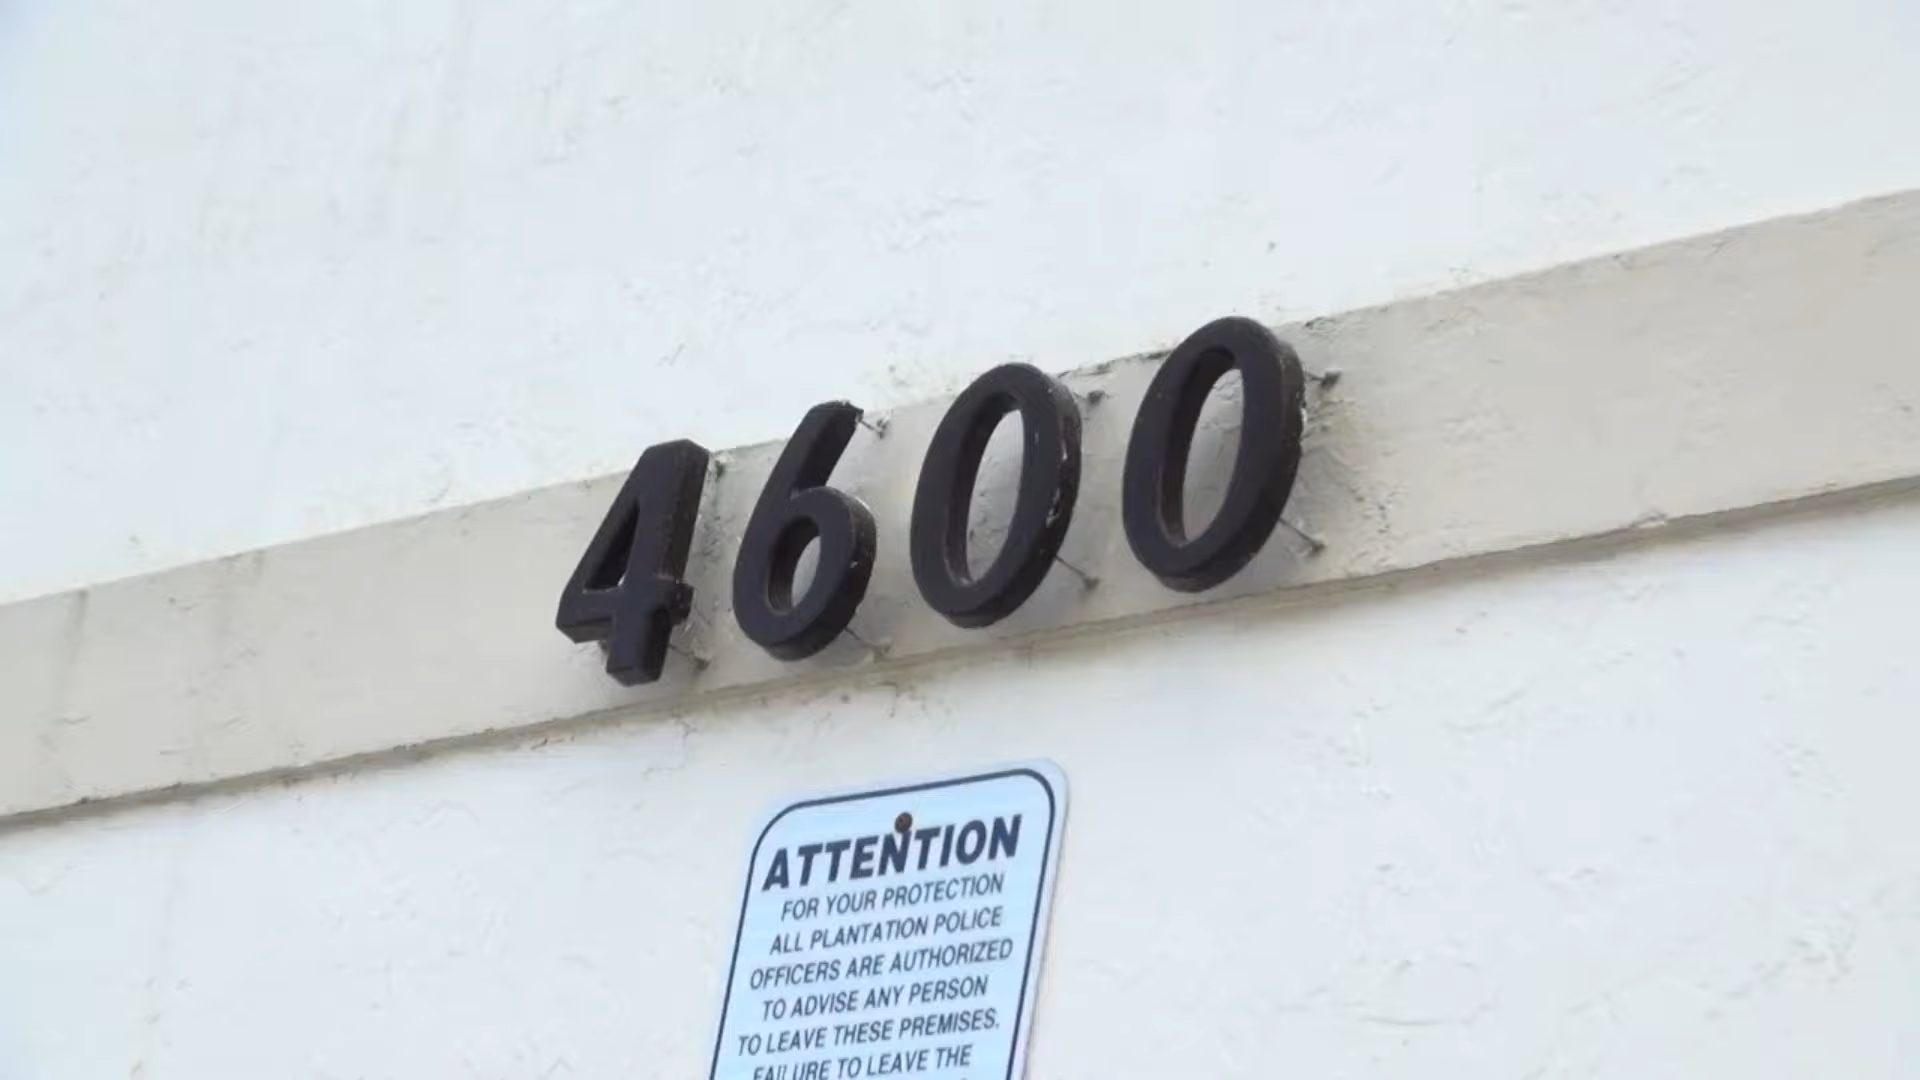 4600
ATTENTION
FOR YOUR PROTECTION
ALL PLANTATION POLICE
OFFICERS ARE AUTHORIZED
TO ADVISE ANY PERSON
TO LEAVE THESE PREMISES.
FAILURE TO LEAVE THE